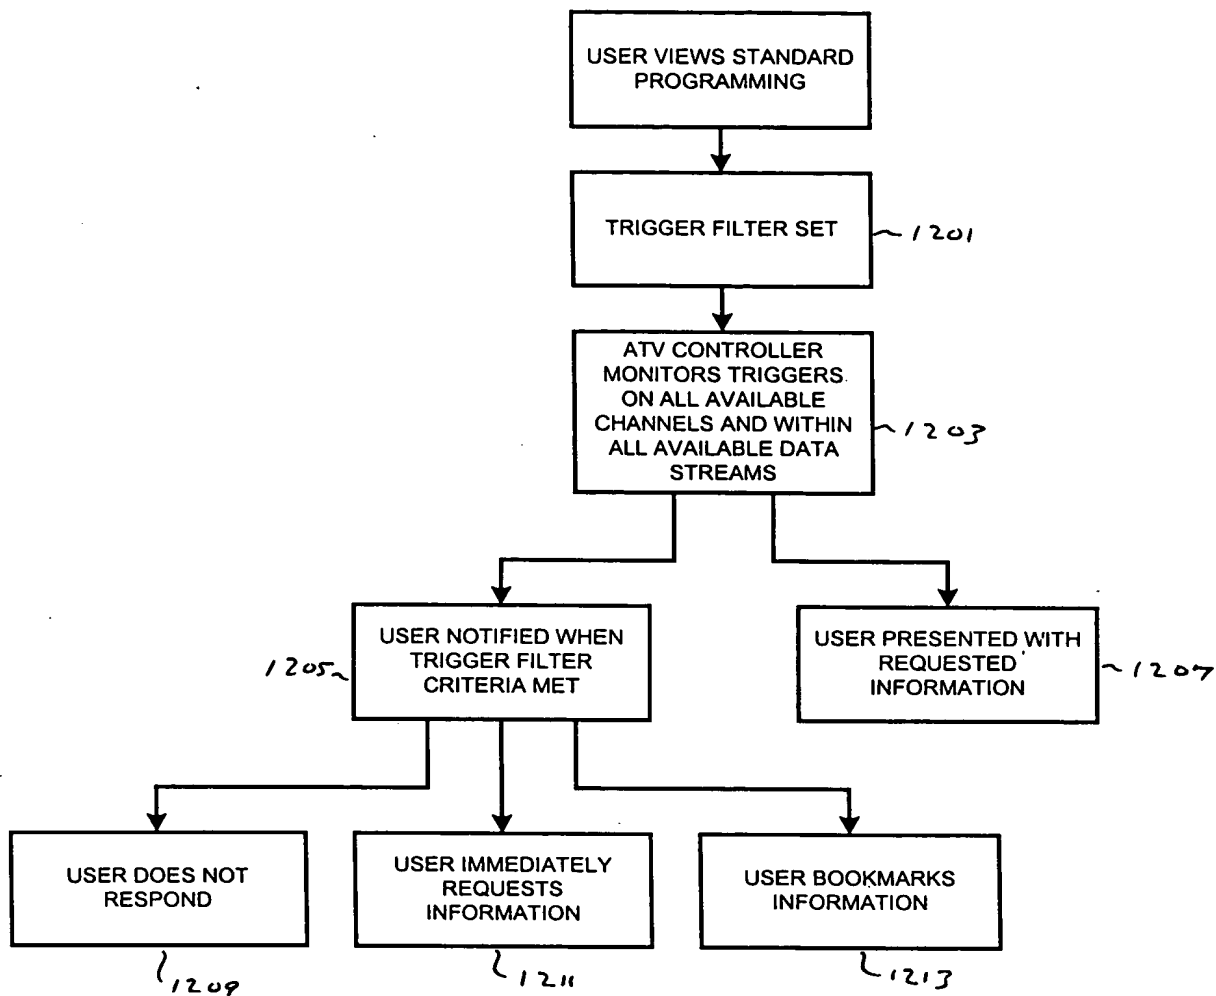 USER VIEWS STANDARD
PROGRAMMING
TRIGGER FILTER SET
1201
ATV CONTROLLER
MONITORS TRIGGERS
ON ALL AVAILABLE
CHANNELS AND WITHIN
ALL AVAILABLE DATA
STREAMS
1203
1205
USER NOTIFIED WHEN
TRIGGER FILTER
CRITERIA MET
USER PRESENTED WITH
REQUESTED
INFORMATION
1207
USER DOES NOT
RESPOND
USER IMMEDIATELY
REQUESTS
INFORMATION
USER BOOKMARKS
INFORMATION
1209
1211
1213